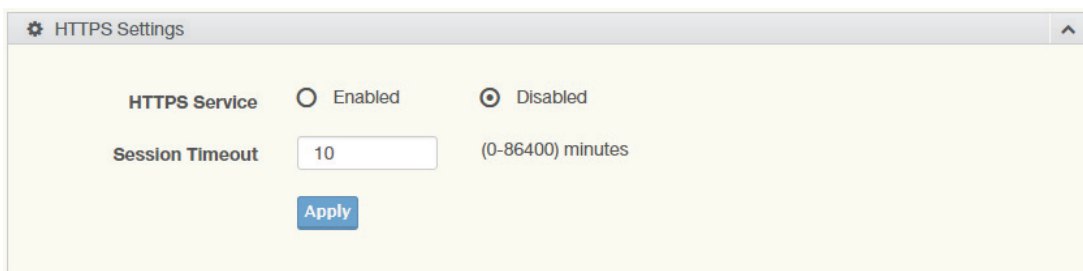 HTTPS Settings
HTTPS Service Enabled Disabled
Session Timeout 10 (0-86400) minutes
Apply